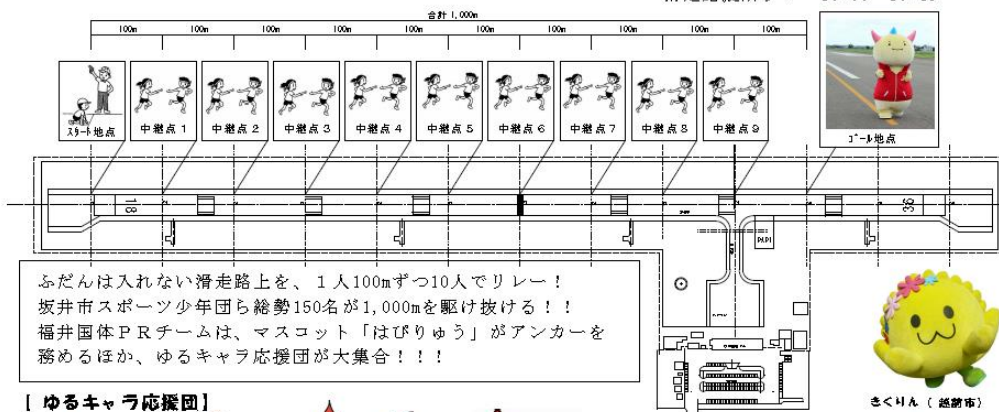 合計 1,000m
100m 100m 100m 100m 100m 100m 100m 100m 100m 100m
スタート地点
中継点1
中継点2
中継点3
中継点4
中継点5
中継点6
中継点7
中継点8
中継点9
ゴール地点
18
36
PAPI
ふだんは入れない滑走路上を、1人100mずつ10人でリレー！
坂井市スポーツ少年団ら総勢150名が1,000mを駆け抜ける！！
福井国体PRチームは、マスコット「はぴりゅう」がアンカーを
務めるほか、ゆるキャラ応援団が大集合！！！
きくりん（越前市）
【ゆるキャラ応援団】